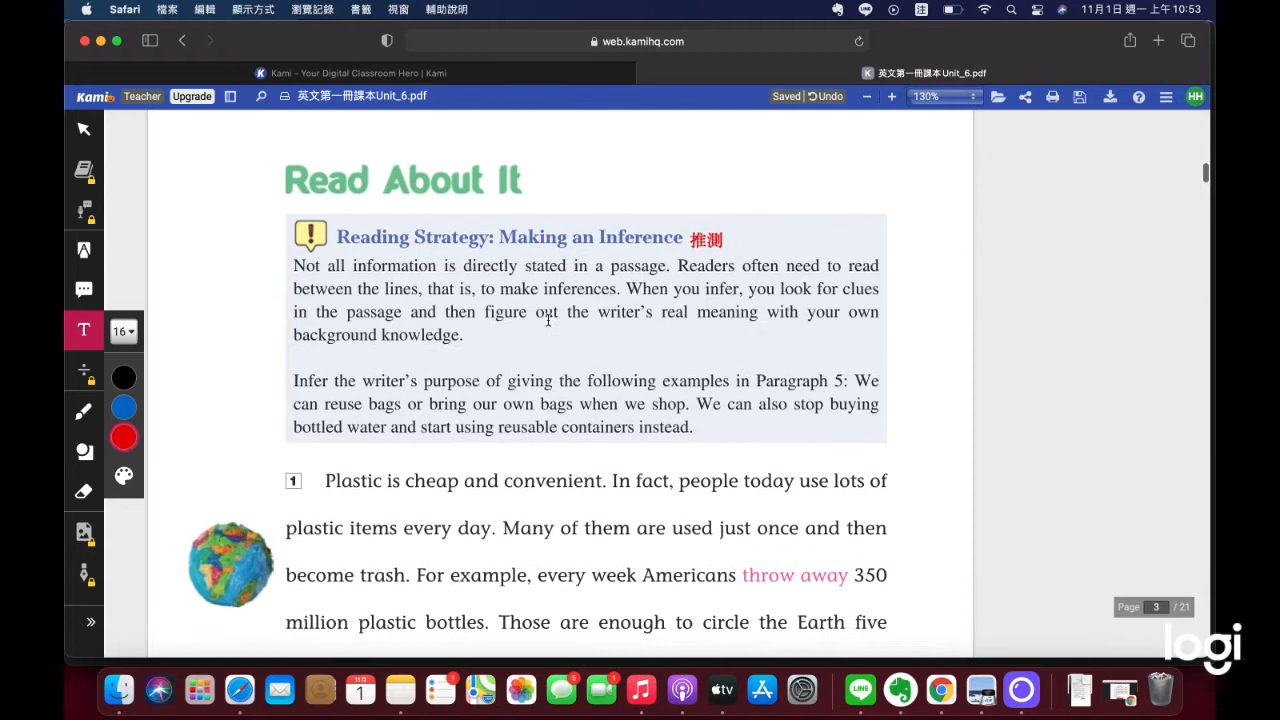 Safari 檔案 編輯 顯示方式 瀏覽記錄 書籤 視窗 輔助說明 注 11月1日 週一 上午10:53
web.kamihq.com
K Kami - Your Digital Classroom Hero | Kami K 英文第一冊課本Unit_6.pdf
Kami Teacher Upgrade 英文第一冊課本Unit_6.pdf Saved Undo 130% HH
Read About It
! Reading Strategy: Making an Inference 推測
Not all information is directly stated in a passage. Readers often need to read
between the lines, that is, to make inferences. When you infer, you look for clues
in the passage and then figure out the writer's real meaning with your own
background knowledge.
Infer the writer's purpose of giving the following examples in Paragraph 5: We
can reuse bags or bring our own bags when we shop. We can also stop buying
bottled water and start using reusable containers instead.
T 16
1 Plastic is cheap and convenient. In fact, people today use lots of
plastic items every day. Many of them are used just once and then
become trash. For example, every week Americans throw away 350
million plastic bottles. Those are enough to circle the Earth five
Page 3 / 21
logi
11月
1
1
5
1
tv
LINE